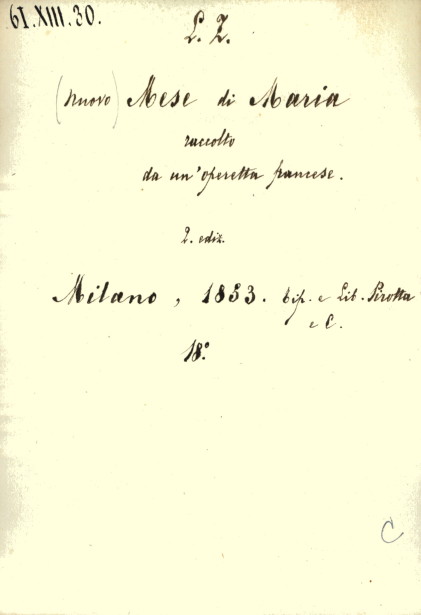 61.XIII.30.
L. Z.
(Nuovo) Mese di Maria
raccolto
da un'operetta francese.
2. ediz.
Milano, 1853. tip. e Lib. Pirotta
e C.
18.º
C